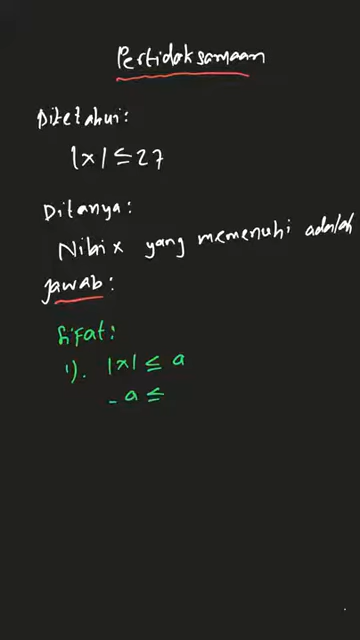 Pertidaksamaan
Diketahui:
|x| ≤ 27
Ditanya:
Nilai x yang memenuhi adalah
jawab:
Sifat:
1). |x| ≤ a
- a ≤